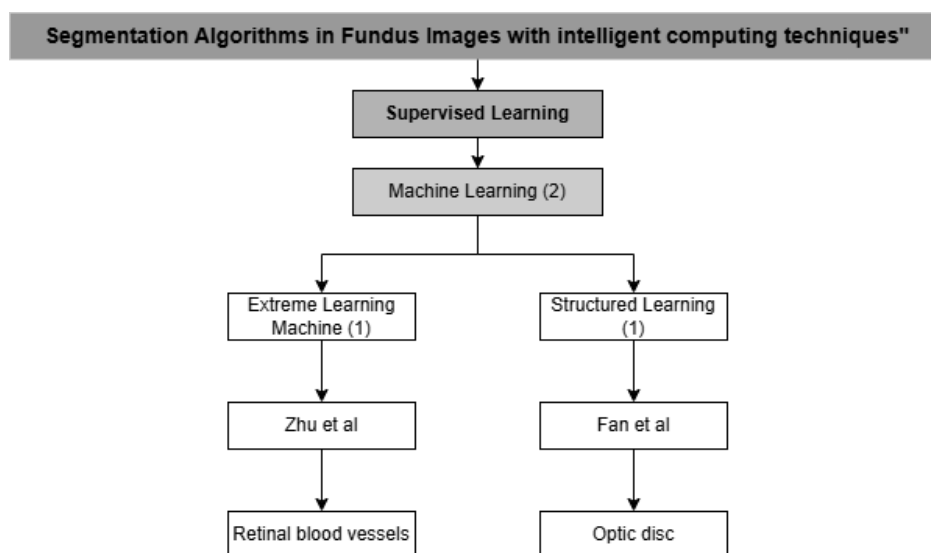 Segmentation Algorithms in Fundus Images with intelligent computing techniques"
Supervised Learning
Machine Learning (2)
Extreme Learning
Machine (1)
Structured Learning
(1)
Zhu et al
Fan et al
Retinal blood vessels
Optic disc